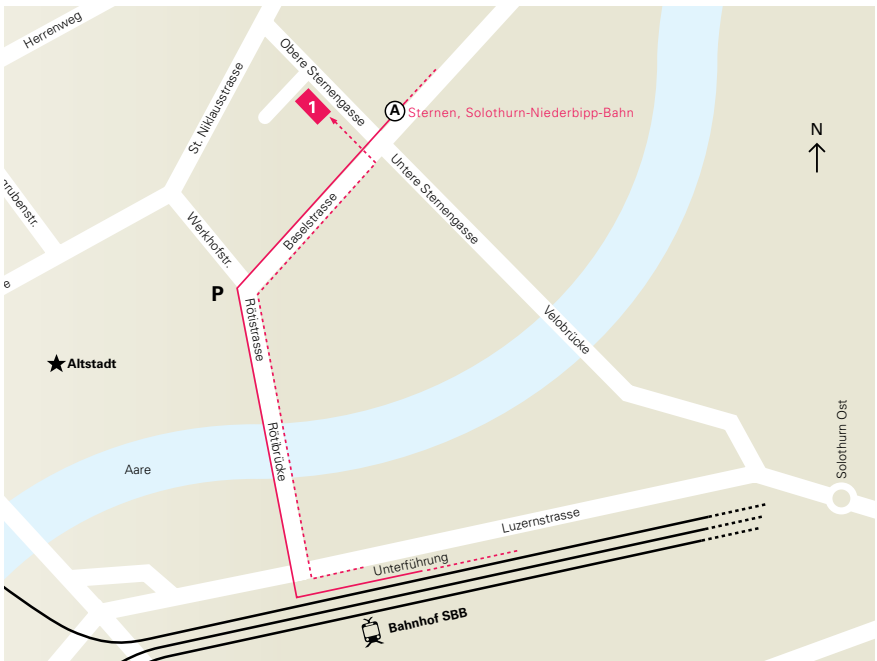 Herrenweg
Obere Sternengasse
St. Niklausstrasse
1
A
Sternen, Solothurn-Niederbipp-Bahn
N
Untere Sternengasse
grubenstr.
Baselstrasse
Werkhofstr.
e
P
Rötistrasse
Velobrücke
Altstadt
Solothurn Ost
Rötibrücke
Aare
Luzernstrasse
Unterführung
Bahnhof SBB